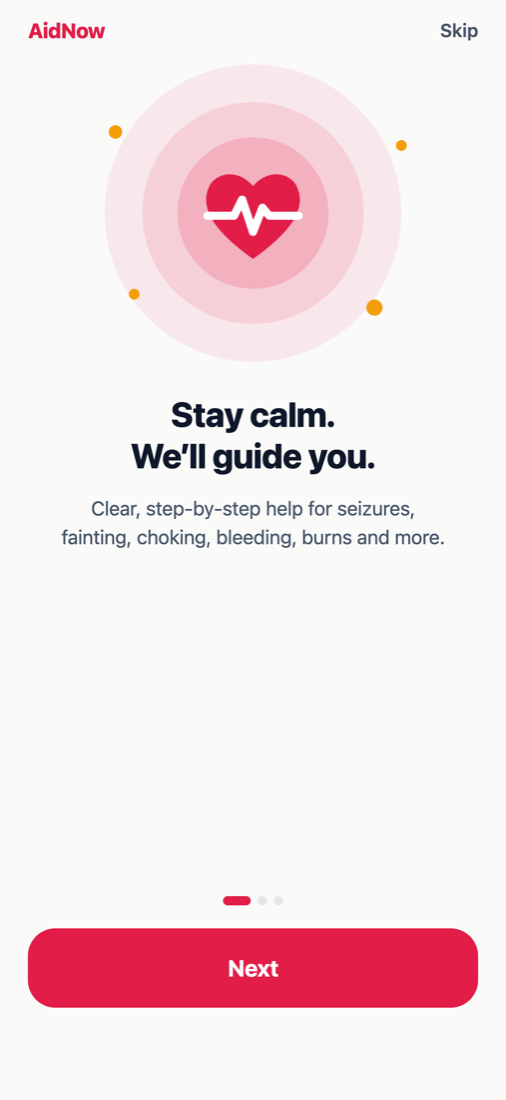 AidNow
Skip
Stay calm.
We’ll guide you.
Clear, step-by-step help for seizures,
fainting, choking, bleeding, burns and more.
Next